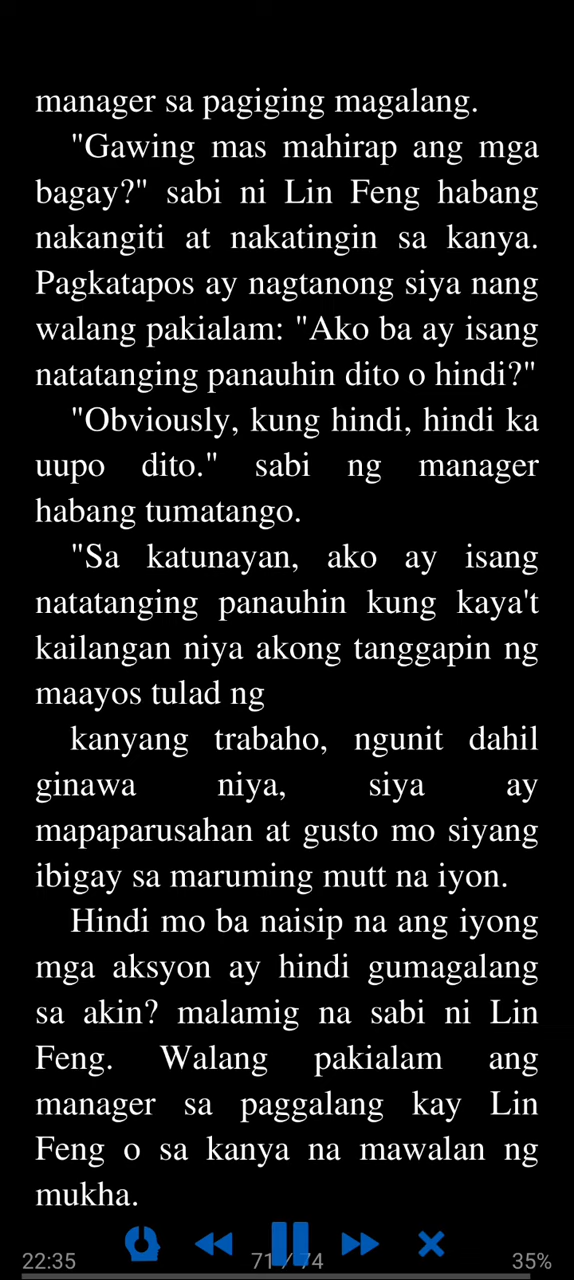 manager sa pagiging magalang.
"Gawing mas mahirap ang mga
bagay?" sabi ni Lin Feng habang
nakangiti at nakatingin sa kanya.
Pagkatapos ay nagtanong siya nang
walang pakialam: "Ako ba ay isang
natatanging panauhin dito o hindi?"
"Obviously, kung hindi, hindi ka
uupo dito." sabi ng manager
habang tumatango.
"Sa katunayan, ako ay isang
natatanging panauhin kung kaya't
kailangan niya akong tanggapin ng
maayos tulad ng
kanyang trabaho, ngunit dahil
ginawa niya, siya ay
mapaparusahan at gusto mo siyang
ibigay sa maruming mutt na iyon.
Hindi mo ba naisip na ang iyong
mga aksyon ay hindi gumagalang
sa akin? malamig na sabi ni Lin
Feng. Walang pakialam ang
manager sa paggalang kay Lin
Feng o sa kanya na mawalan ng
mukha.
22:35 71 / 74 35%